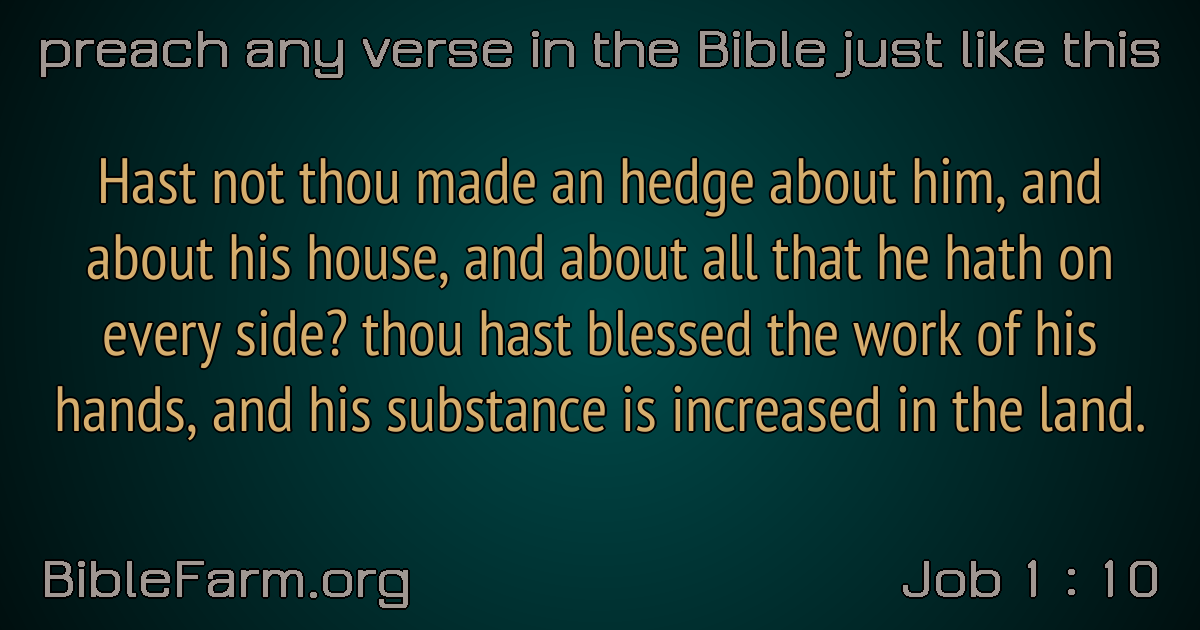 preach any verse in the Bible just like this
Hast not thou made an hedge about him, and
about his house, and about all that he hath on
every side? thou hast blessed the work of his
hands, and his substance is increased in the land.
BibleFarm.org
Job 1 : 10